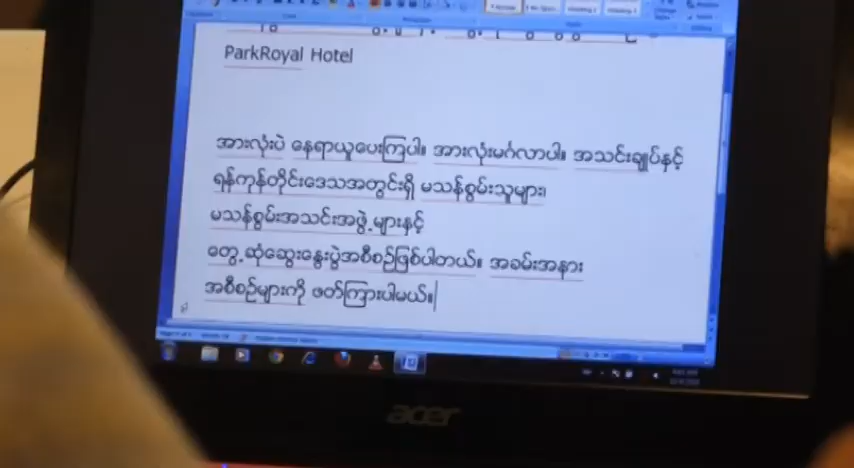 ParkRoyal Hotel
အားလုံးပဲ နေရာယူပေးကြပါ။ အားလုံးမင်္ဂလာပါ။ အသင်းချုပ်နှင့်
ရန်ကုန်တိုင်းဒေသအတွင်းရှိ မသန်စွမ်းသူများ၊
မသန်စွမ်းအသင်းအဖွဲ့များနှင့်
တွေ့ဆုံဆွေးနွေးပွဲအစီစဉ်ဖြစ်ပါတယ်။ အခမ်းအနား
အစီစဉ်များကို ဖတ်ကြားပါမယ်။
acer